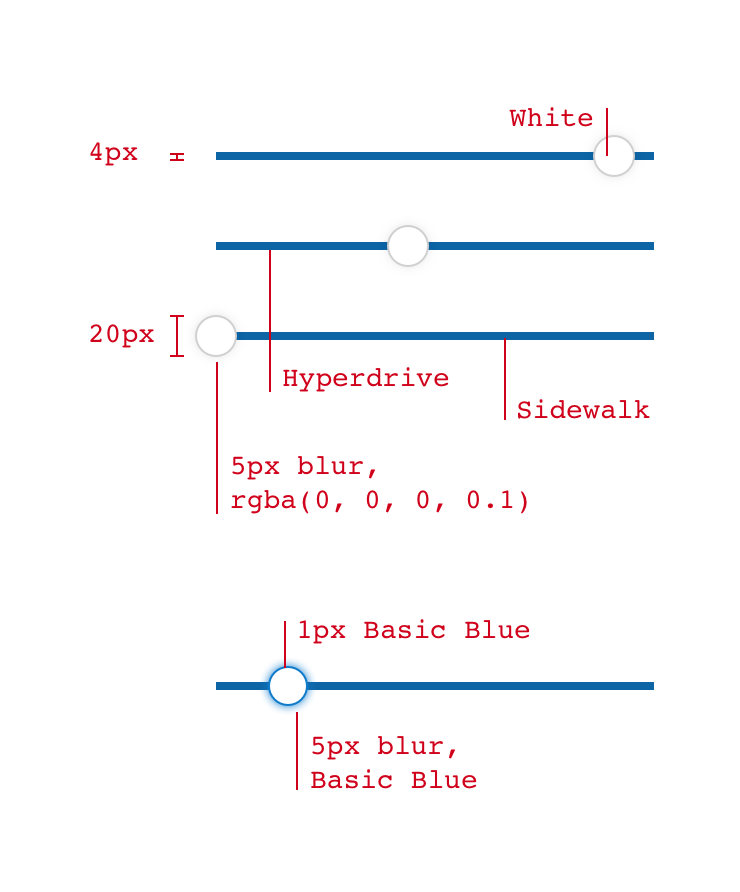 White
4px
20px
Hyperdrive
Sidewalk
5px blur,
rgba(0, 0, 0, 0.1)
1px Basic Blue
5px blur,
Basic Blue